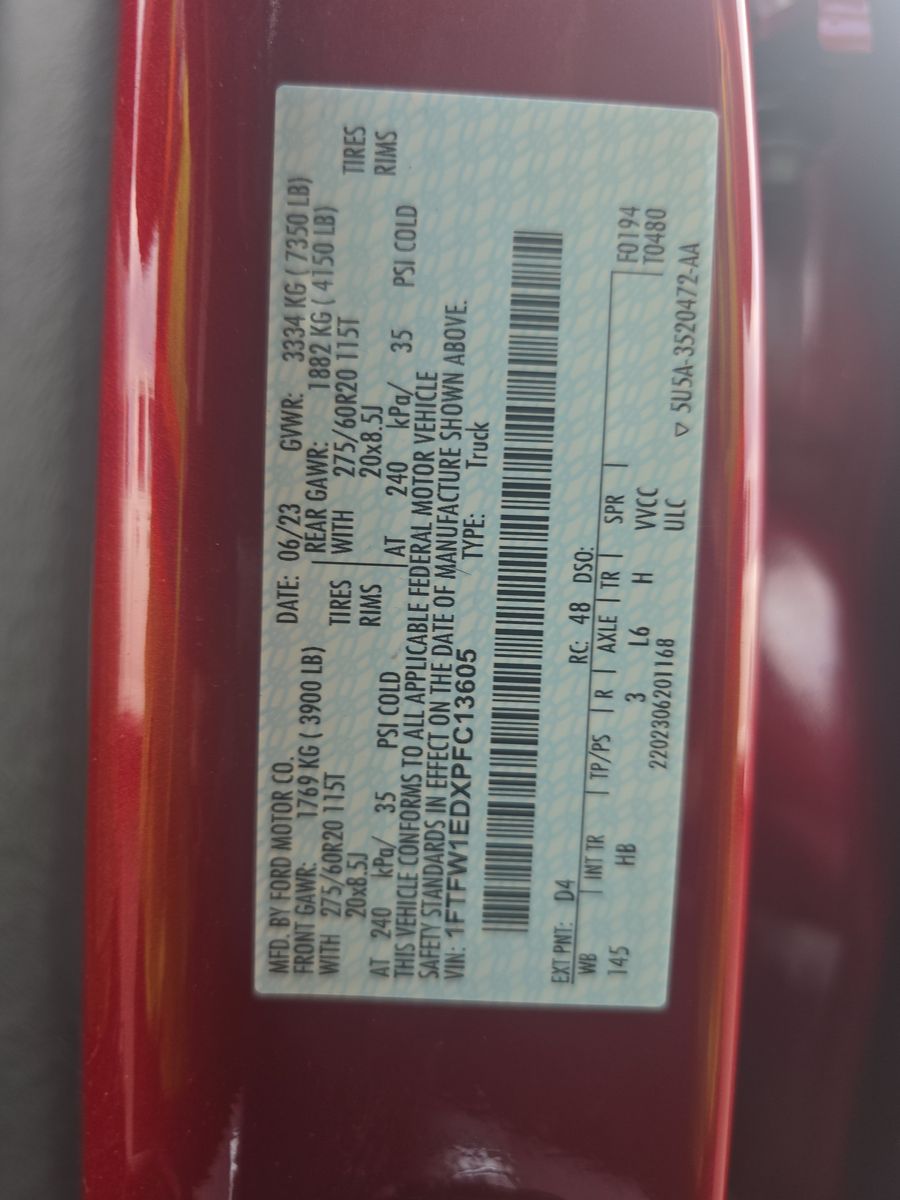 MFD. BY FORD MOTOR CO. DATE: 06/23 GVWR: 3334 KG ( 7350 LB)
FRONT GAWR: 1769 KG ( 3900 LB) REAR GAWR: 1882 KG ( 4150 LB)
WITH 275/60R20 115T TIRES WITH 275/60R20 115T TIRES
20x8.5J RIMS 20x8.5J RIMS
AT 240 kPa/ 35 PSI COLD AT 240 kPa/ 35 PSI COLD
THIS VEHICLE CONFORMS TO ALL APPLICABLE FEDERAL MOTOR VEHICLE
SAFETY STANDARDS IN EFFECT ON THE DATE OF MANUFACTURE SHOWN ABOVE.
VIN: 1FTFW1EDXPFC13605 TYPE: Truck
EXT PNT: D4 RC: 48 DSO:
WB INT TR TP/PS R AXLE TR SPR F0194
145 HB 3 L6 H VVCC T0480
2202306201168 ULC ▽ 5U5A-3520472-AA